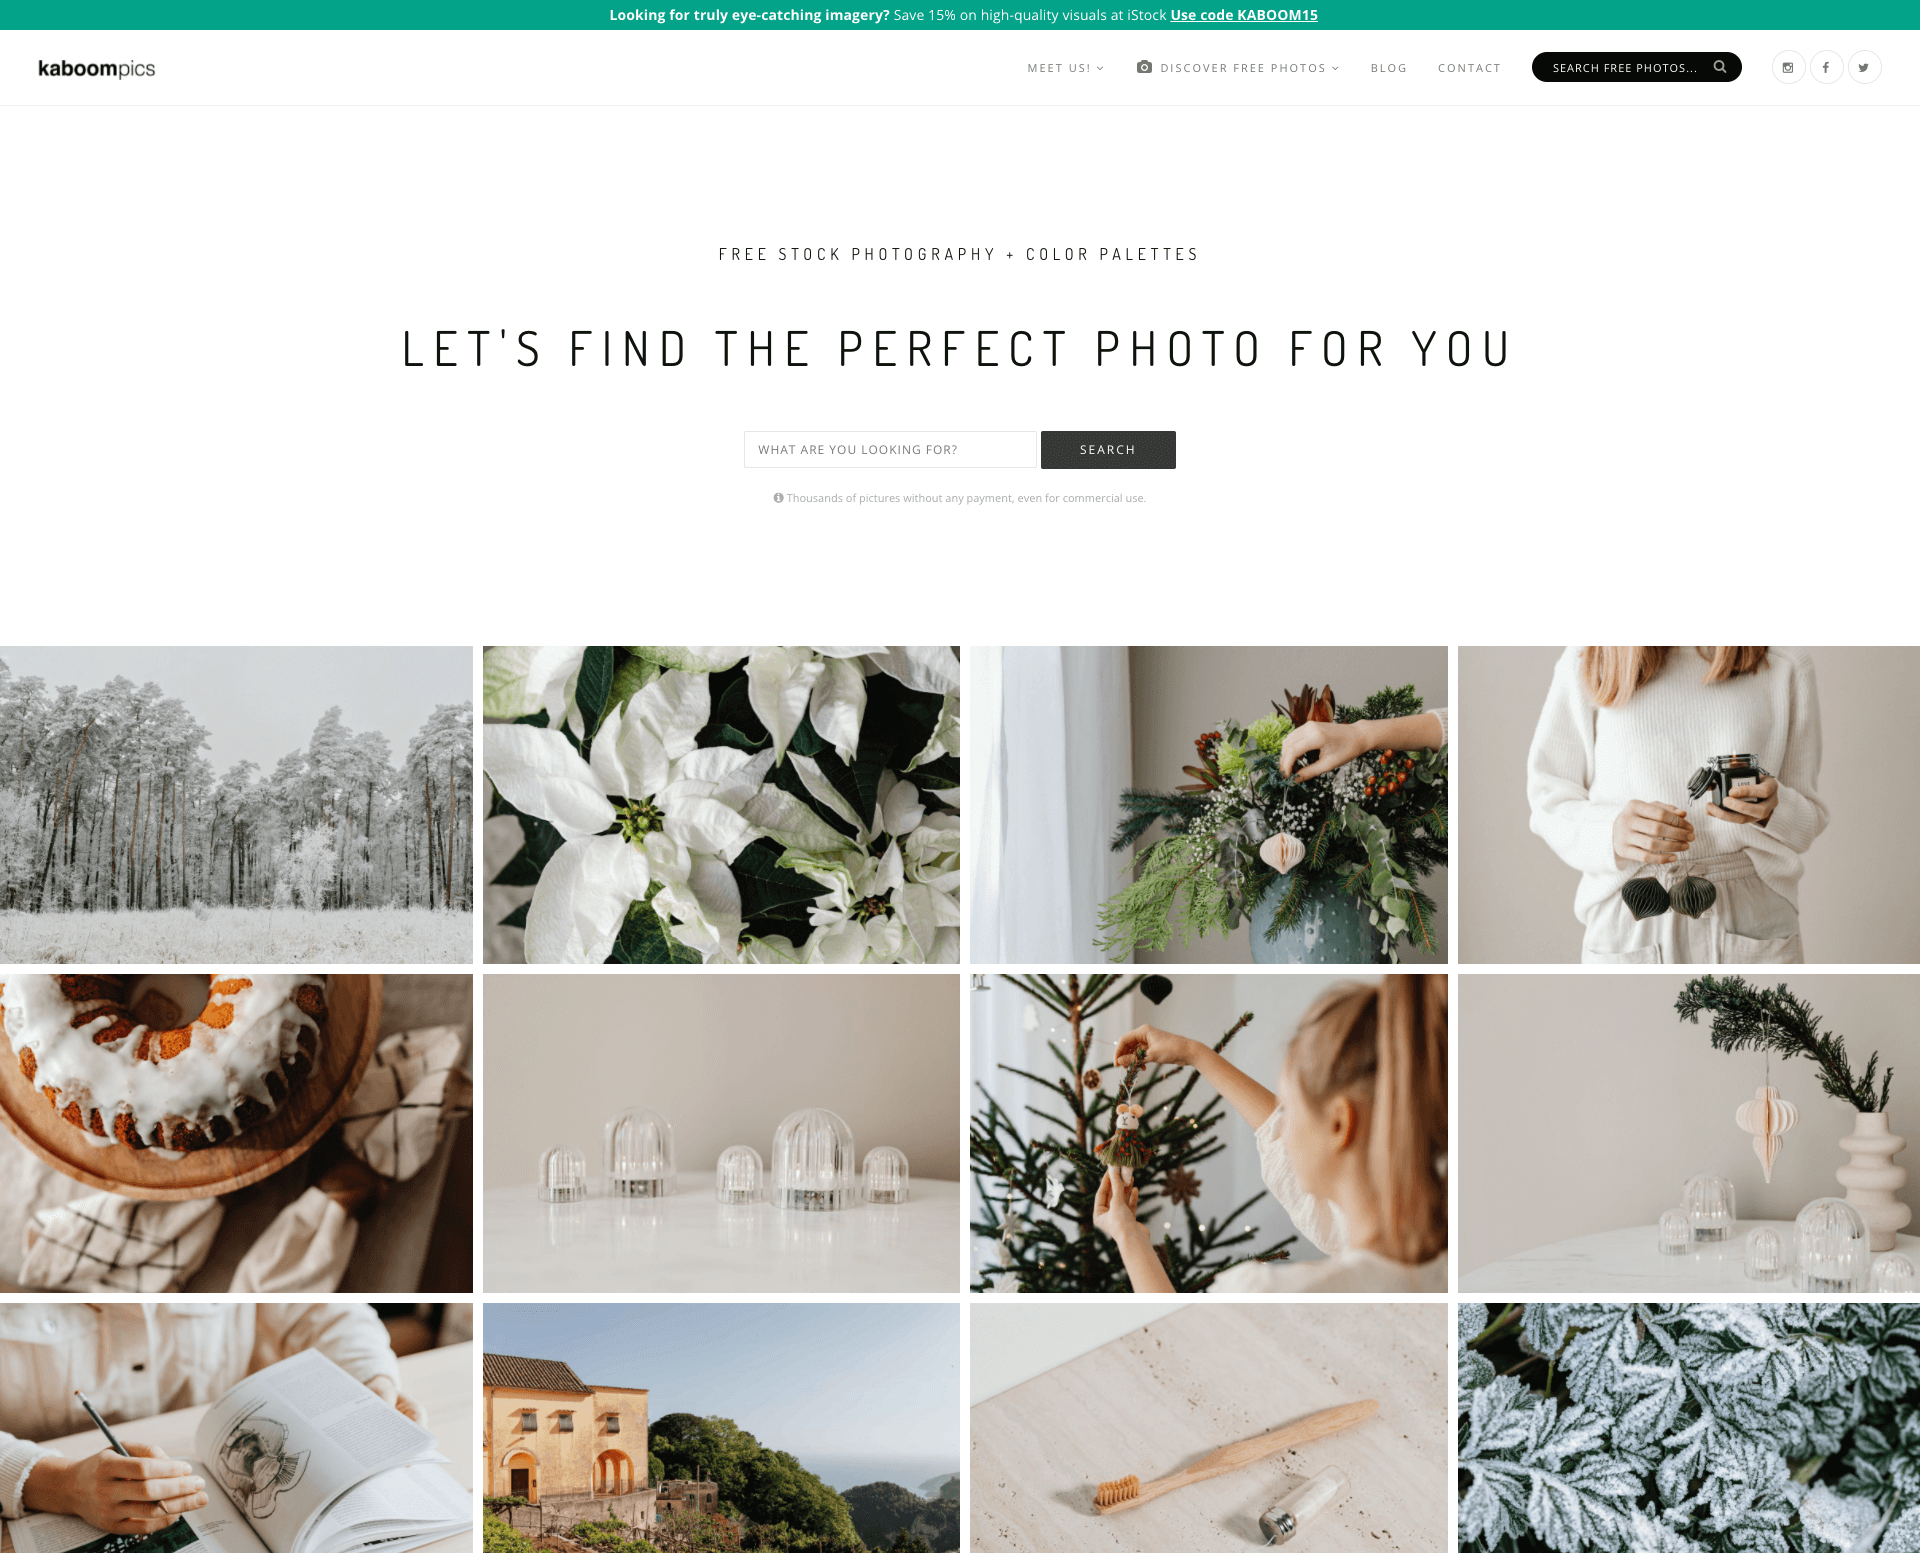 Looking for truly eye-catching imagery? Save 15% on high-quality visuals at iStock Use code KABOOM15
kaboompics
MEET US!
DISCOVER FREE PHOTOS
BLOG
CONTACT
SEARCH FREE PHOTOS...
FREE STOCK PHOTOGRAPHY + COLOR PALETTES
LET'S FIND THE PERFECT PHOTO FOR YOU
WHAT ARE YOU LOOKING FOR?
SEARCH
Thousands of pictures without any payment, even for commercial use.